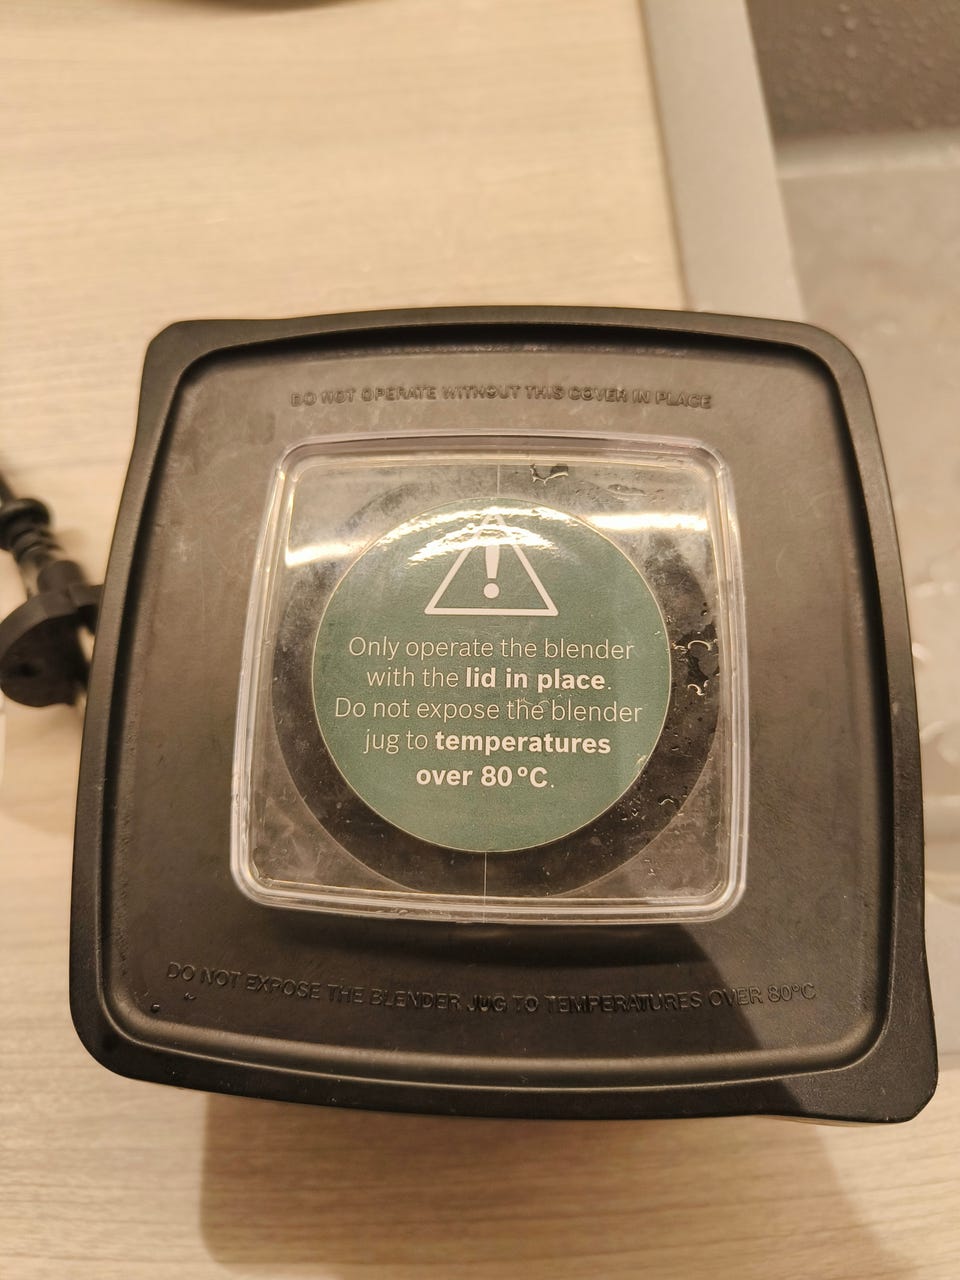 DO NOT OPERATE WITHOUT THIS COVER IN PLACE
Only operate the blender
with the lid in place.
Do not expose the blender
jug to temperatures
over 80 °C.
DO NOT EXPOSE THE BLENDER JUG TO TEMPERATURES OVER 80°C